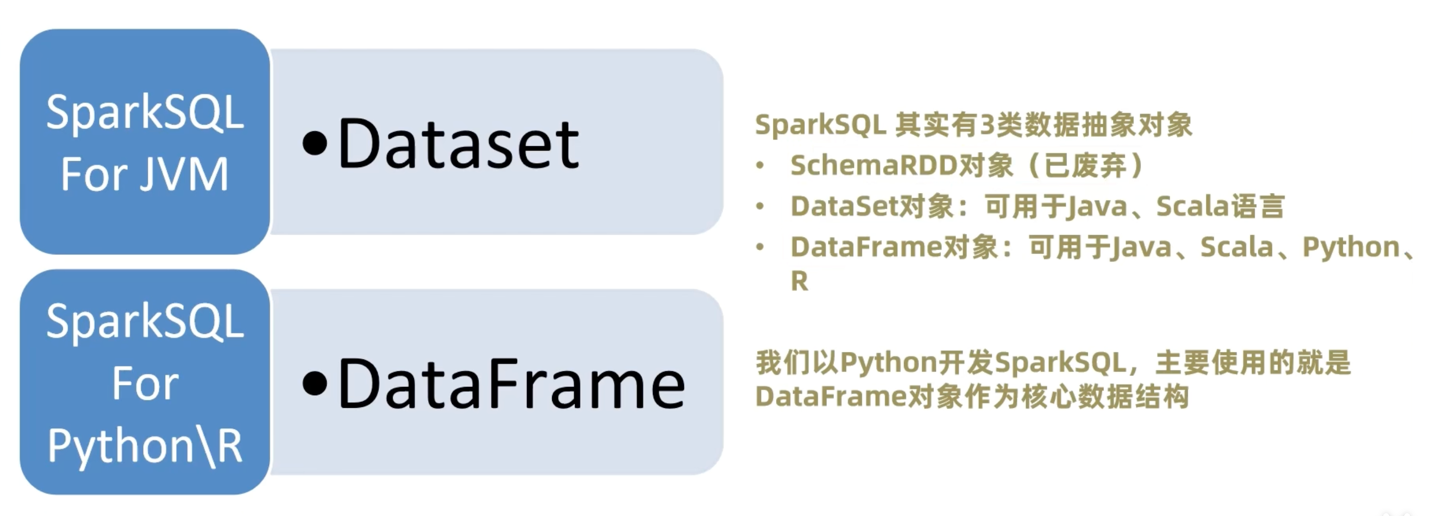 SparkSQL
For JVM
•Dataset
SparkSQL
For
Python\R
•DataFrame
SparkSQL 其实有3类数据抽象对象
• SchemaRDD对象（已废弃）
• DataSet对象：可用于Java、Scala语言
• DataFrame对象：可用于Java、Scala、Python、
R
我们以Python开发SparkSQL，主要使用的就是
DataFrame对象作为核心数据结构